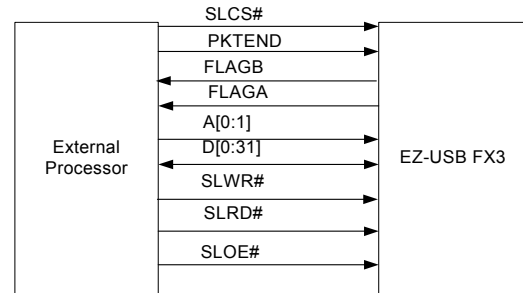 SLCS#
PKTEND
FLAGB
FLAGA
A[0:1]
D[0:31]
External
Processor
EZ-USB FX3
SLWR#
SLRD#
SLOE#